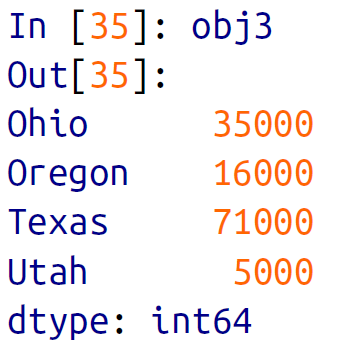 In [35]: obj3
Out[35]:
Ohio      35000
Oregon    16000
Texas     71000
Utah       5000
dtype: int64